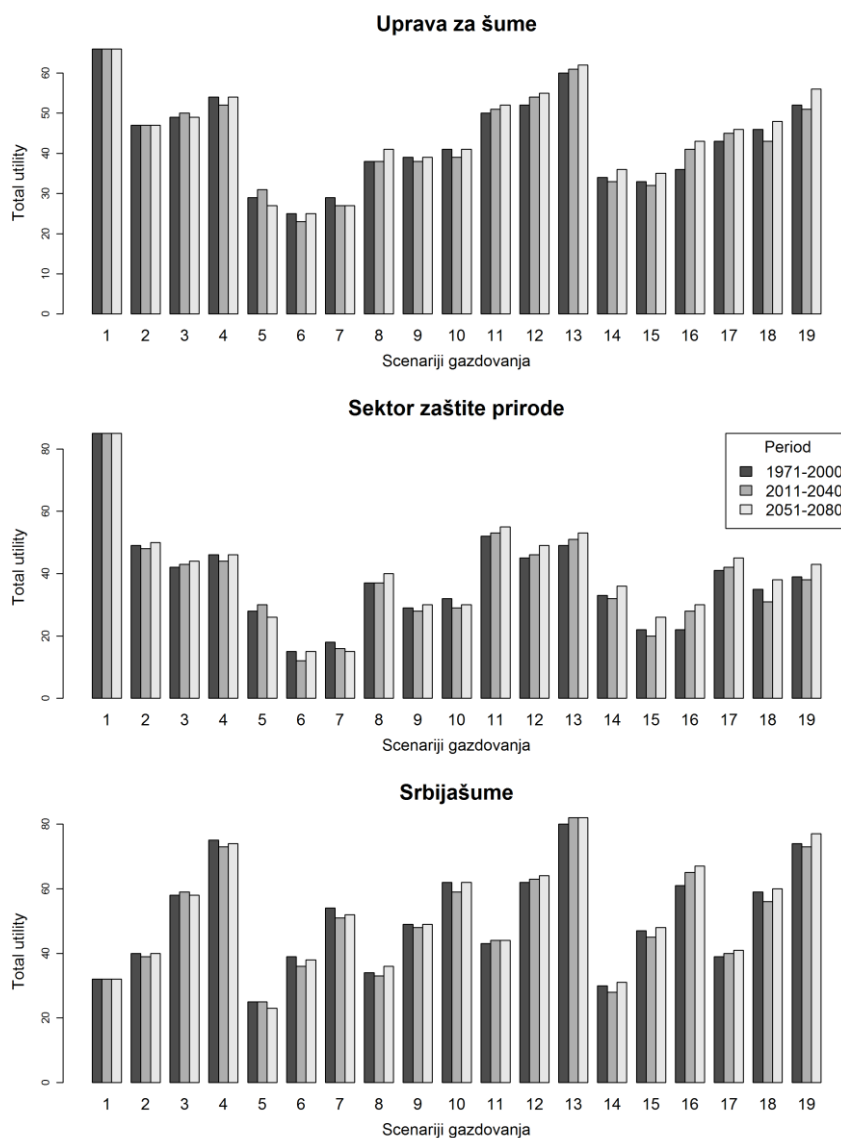 Uprava za šume
Total utility
60
50
40
30
20
10
0
1 2 3 4 5 6 7 8 9 10 11 12 13 14 15 16 17 18 19
Scenariji gazdovanja
Sektor zaštite prirode
Total utility
80
60
40
20
0
Period
1971-2000
2011-2040
2051-2080
1 2 3 4 5 6 7 8 9 10 11 12 13 14 15 16 17 18 19
Scenariji gazdovanja
Srbijašume
Total utility
80
60
40
20
0
1 2 3 4 5 6 7 8 9 10 11 12 13 14 15 16 17 18 19
Scenariji gazdovanja